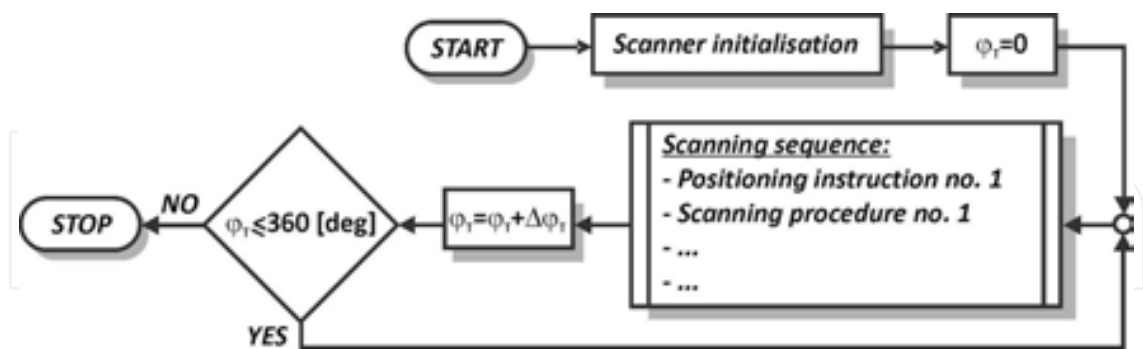 START
Scanner initialisation
φT=0
Scanning sequence:
- Positioning instruction no. 1
- Scanning procedure no. 1
- ...
- ...
φT=φT+ΔφT
φT⩽360 [deg]
NO
STOP
YES